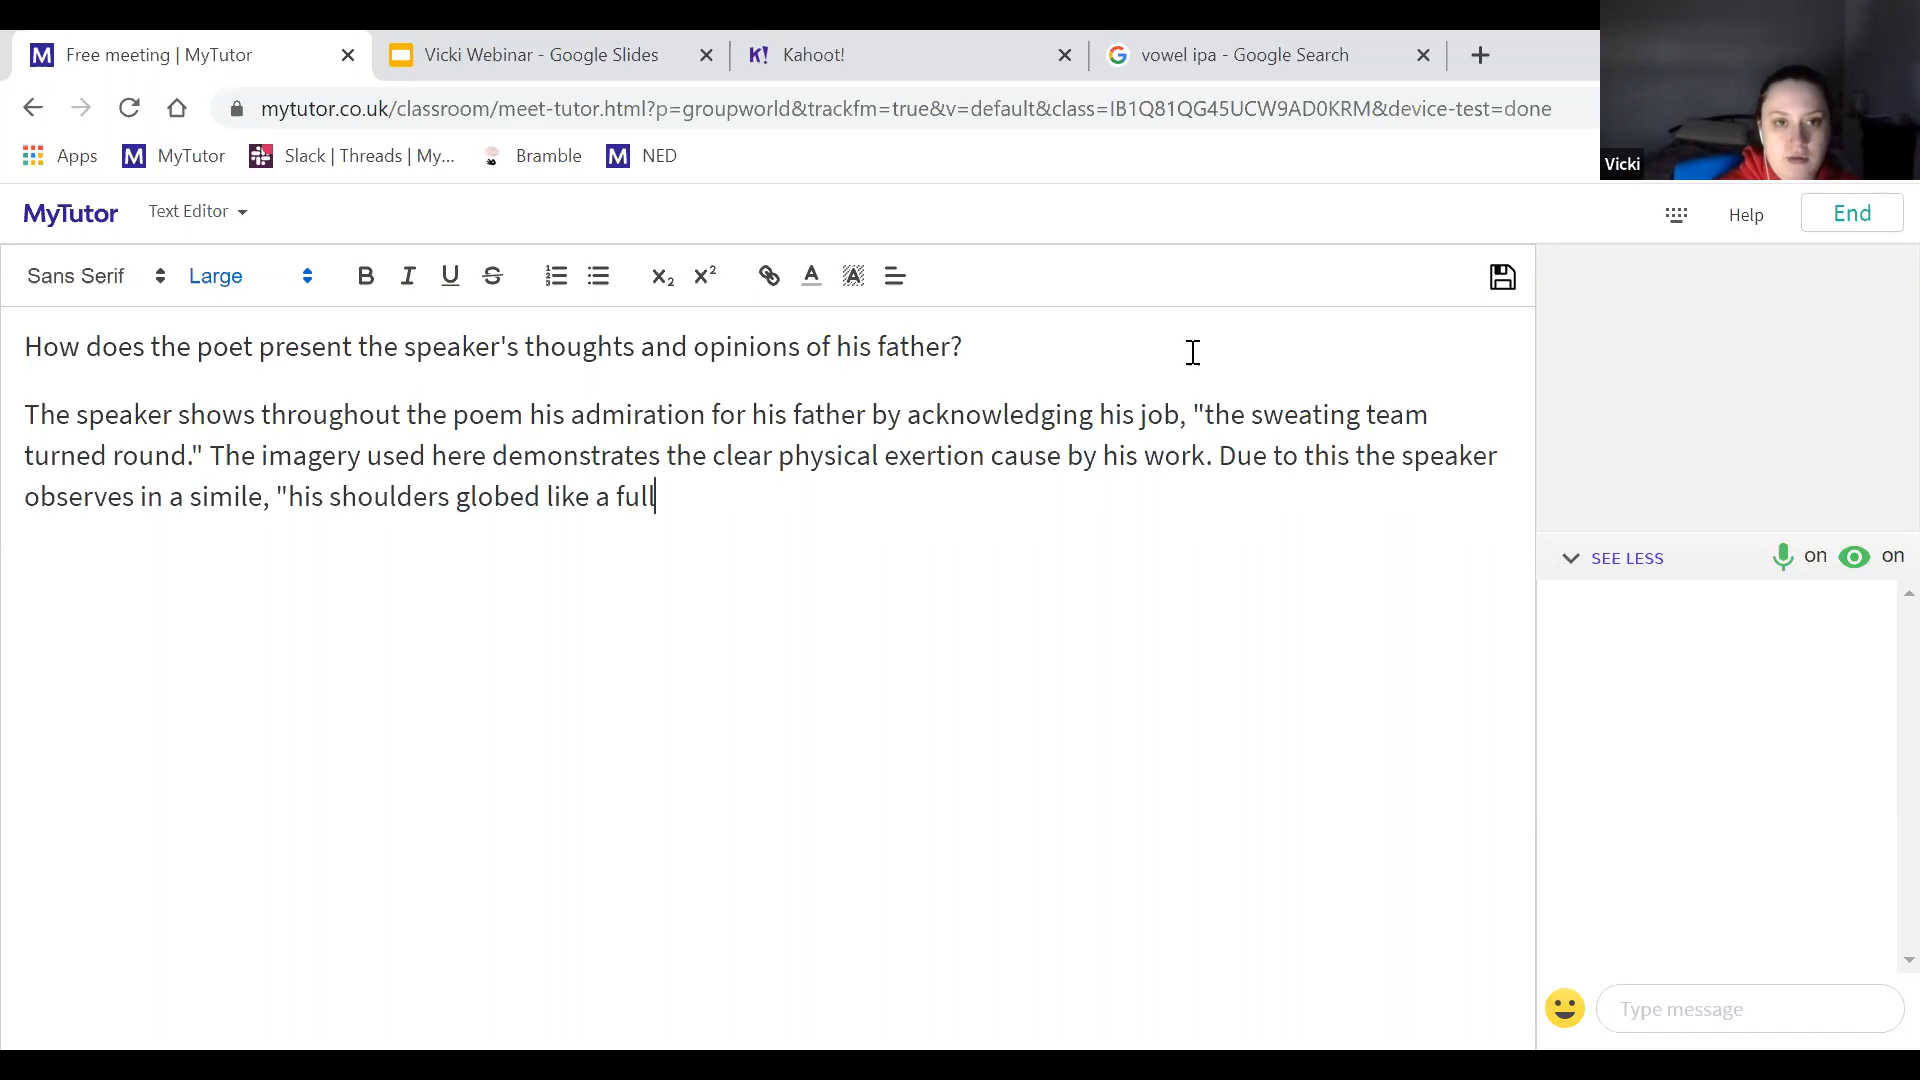 Free meeting | MyTutor
Vicki Webinar - Google Slides
K! Kahoot!
vowel ipa - Google Search
mytutor.co.uk/classroom/meet-tutor.html?p=groupworld&trackfm=true&v=default&class=IB1Q81QG45UCW9AD0KRM&device-test=done
Apps
MyTutor
Slack | Threads | My...
Bramble
NED
Vicki
MyTutor
Text Editor
Help
End
Sans Serif
Large
How does the poet present the speaker's thoughts and opinions of his father?
The speaker shows throughout the poem his admiration for his father by acknowledging his job, "the sweating team
turned round." The imagery used here demonstrates the clear physical exertion cause by his work. Due to this the speaker
observes in a simile, "his shoulders globed like a full
SEE LESS
on
on
Type message